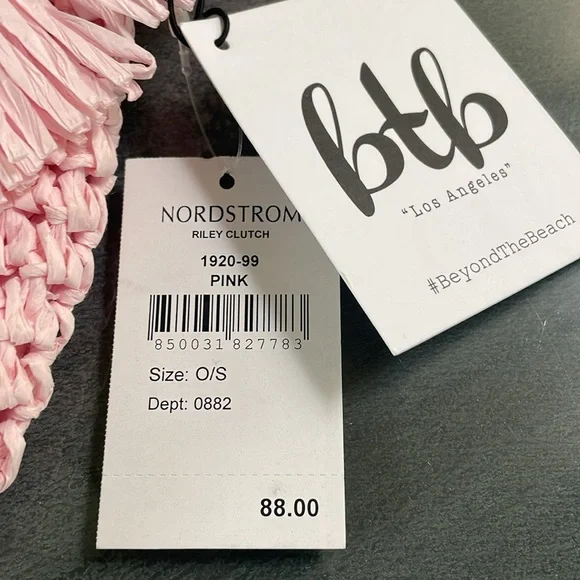 btb
"Los Angeles"
#BeyondTheBeach
NORDSTROM
RILEY CLUTCH
1920-99
PINK
850031 827783
Size: O/S
Dept: 0882
88.00